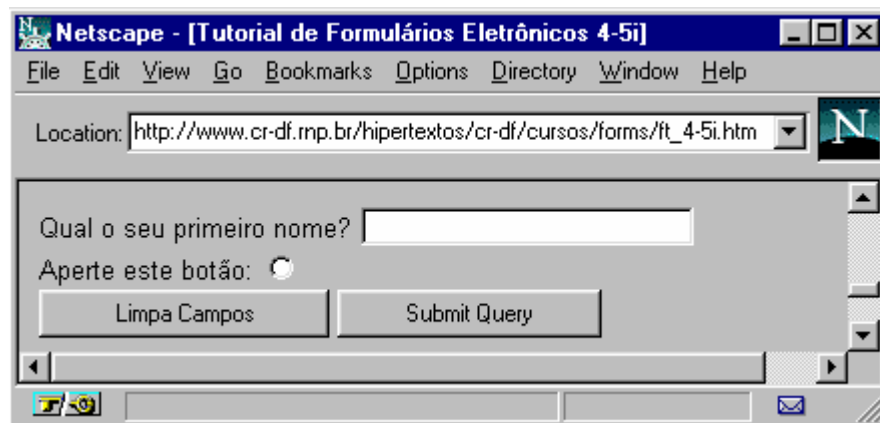 Netscape - [Tutorial de Formulários Eletrônicos 4-5i]
File Edit View Go Bookmarks Options Directory Window Help
Location: http://www.cr-df.rnp.br/hipertextos/cr-df/cursos/forms/ft_4-5i.htm
N
Qual o seu primeiro nome?
Aperte este botão:
Limpa Campos Submit Query